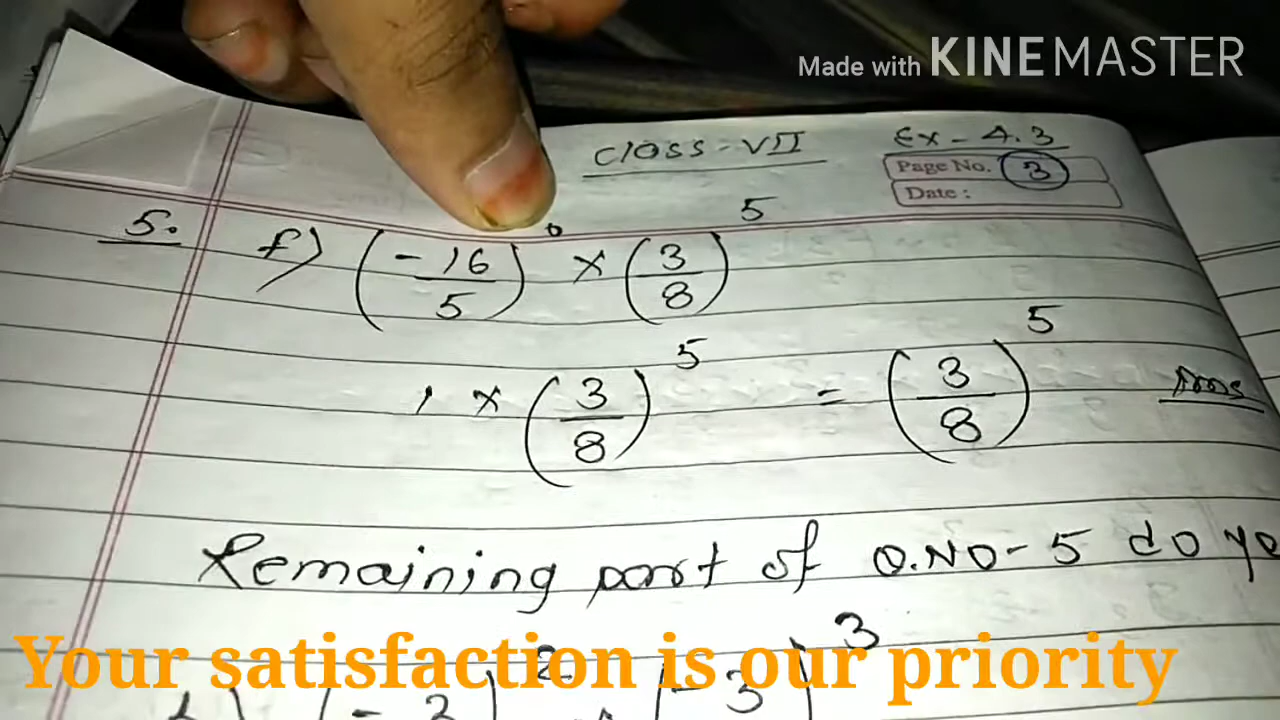 Made with KINEMASTER
Class-VII Ex-4.3
Page No. 3
Date :
5. f) (-16/5)^0 × (3/8)^5
1 × (3/8)^5 = (3/8)^5 Ans
Remaining part of Q.NO-5 do yo
Your satisfaction is our priority